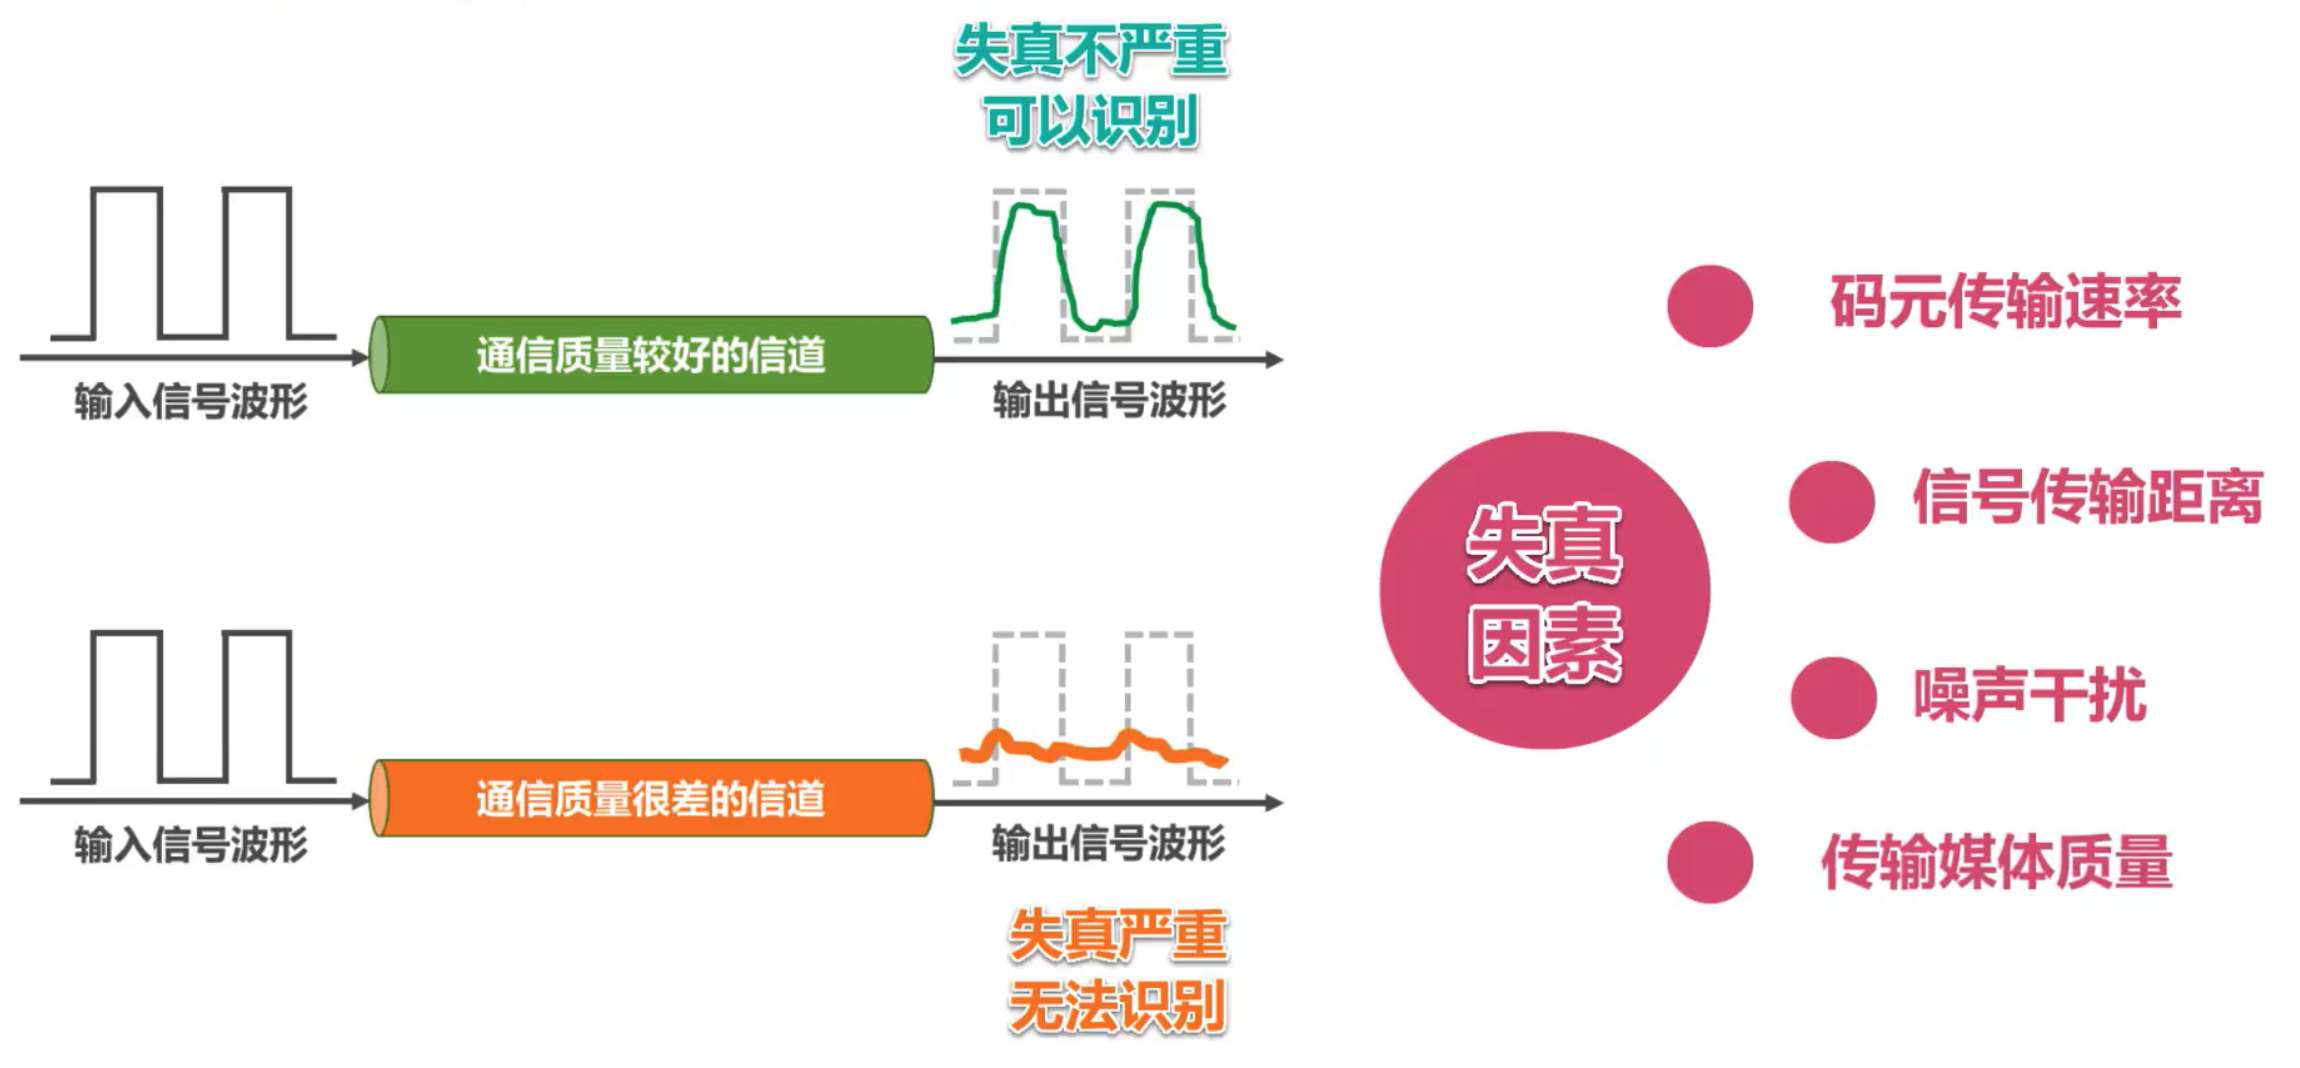 失真不严重
可以识别
通信质量较好的信道
输入信号波形
输出信号波形
通信质量很差的信道
输入信号波形
输出信号波形
失真严重
无法识别
失真
因素
码元传输速率
信号传输距离
噪声干扰
传输媒体质量